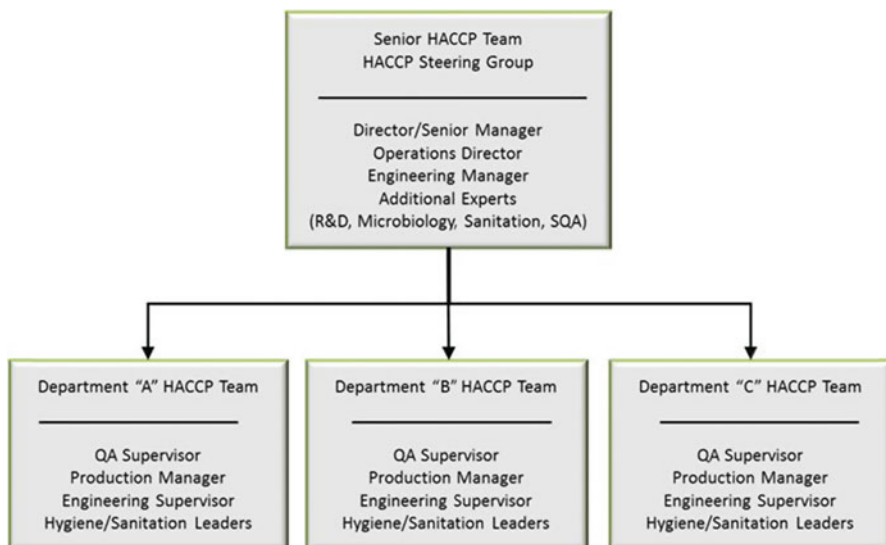 Senior HACCP Team
HACCP Steering Group
Director/Senior Manager
Operations Director
Engineering Manager
Additional Experts
(R&D, Microbiology, Sanitation, SQA)
Department “A” HACCP Team
QA Supervisor
Production Manager
Engineering Supervisor
Hygiene/Sanitation Leaders
Department “B” HACCP Team
QA Supervisor
Production Manager
Engineering Supervisor
Hygiene/Sanitation Leaders
Department “C” HACCP Team
QA Supervisor
Production Manager
Engineering Supervisor
Hygiene/Sanitation Leaders